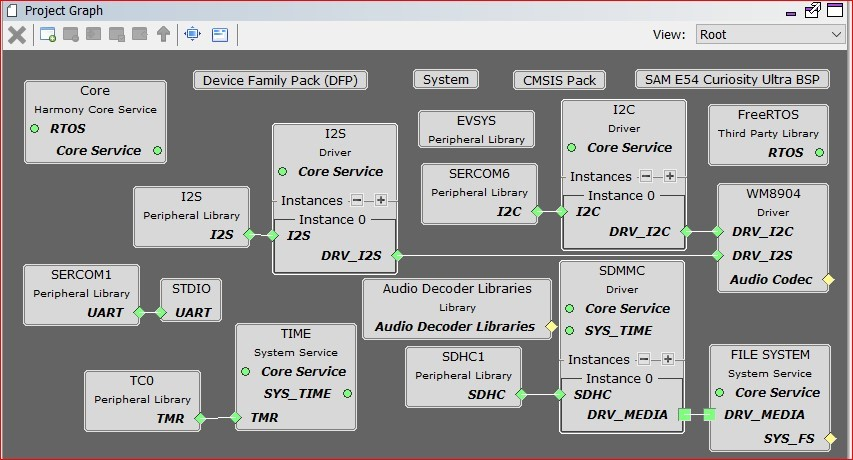 Project Graph
View: Root
Device Family Pack (DFP)
System
CMSIS Pack
SAM E54 Curiosity Ultra BSP
Core
Harmony Core Service
RTOS
Core Service
I2S
Driver
Core Service
Instances
Instance 0
I2S
DRV_I2S
EVSYS
Peripheral Library
I2C
Driver
Core Service
Instances
Instance 0
I2C
DRV_I2C
FreeRTOS
Third Party Library
RTOS
I2S
Peripheral Library
I2S
SERCOM6
Peripheral Library
I2C
WM8904
Driver
DRV_I2C
DRV_I2S
Audio Codec
SERCOM1
Peripheral Library
UART
STDIO
UART
Audio Decoder Libraries
Library
Audio Decoder Libraries
SDMMC
Driver
Core Service
SYS_TIME
Instances
Instance 0
SDHC
DRV_MEDIA
TIME
System Service
Core Service
SYS_TIME
TMR
TC0
Peripheral Library
TMR
SDHC1
Peripheral Library
SDHC
FILE SYSTEM
System Service
Core Service
DRV_MEDIA
SYS_FS